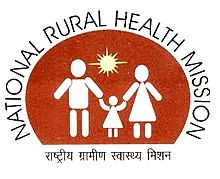 NATIONAL RURAL HEALTH MISSION
राष्ट्रीय ग्रामीण स्वास्थ्य मिशन